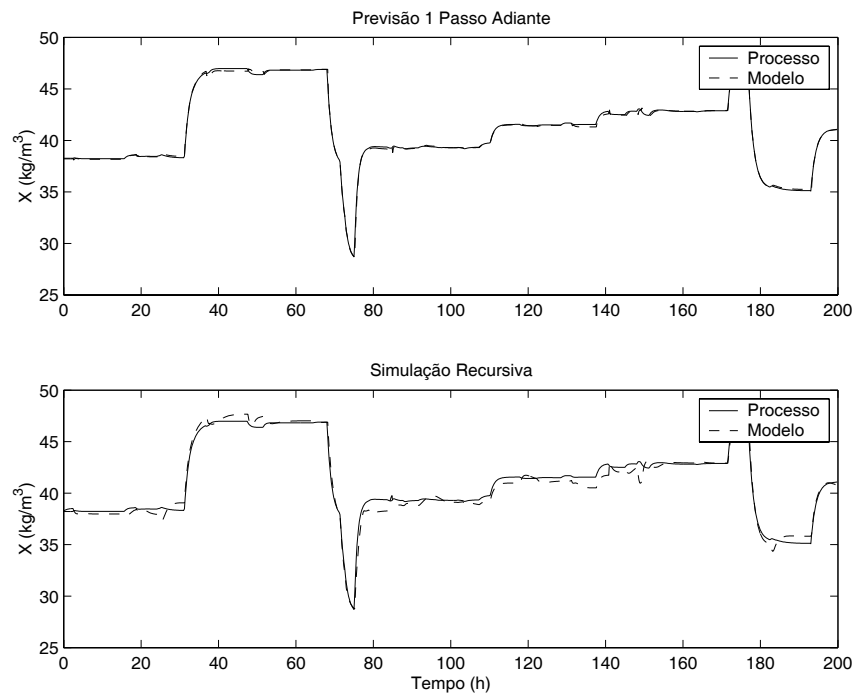 Previsão 1 Passo Adiante
50
45
40
35
30
25
X (kg/m³)
Processo
Modelo
0 20 40 60 80 100 120 140 160 180 200
Simulação Recursiva
50
45
40
35
30
25
X (kg/m³)
Processo
Modelo
0 20 40 60 80 100 120 140 160 180 200
Tempo (h)